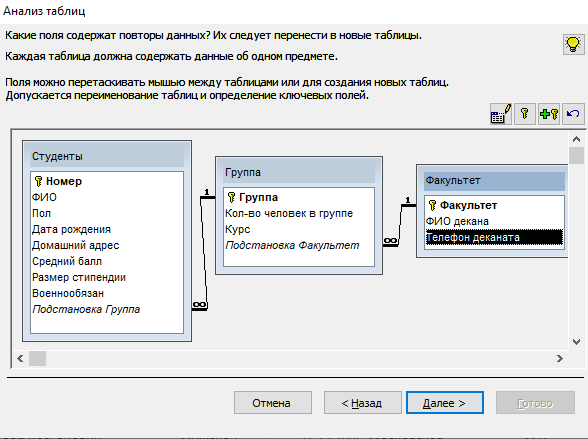 Анализ таблиц
Какие поля содержат повторы данных? Их следует перенести в новые таблицы.
Каждая таблица должна содержать данные об одном предмете.
Поля можно перетаскивать мышью между таблицами или для создания новых таблиц.
Допускается переименование таблиц и определение ключевых полей.
Студенты
Номер
ФИО
Пол
Дата рождения
Домашний адрес
Средний балл
Размер стипендии
Военнообязан
Подстановка Группа
1
∞
Группа
Группа
Кол-во человек в группе
Курс
Подстановка Факультет
1
∞
Факультет
Факультет
ФИО декана
Телефон деканата
Отмена
< Назад
Далее >
Готово